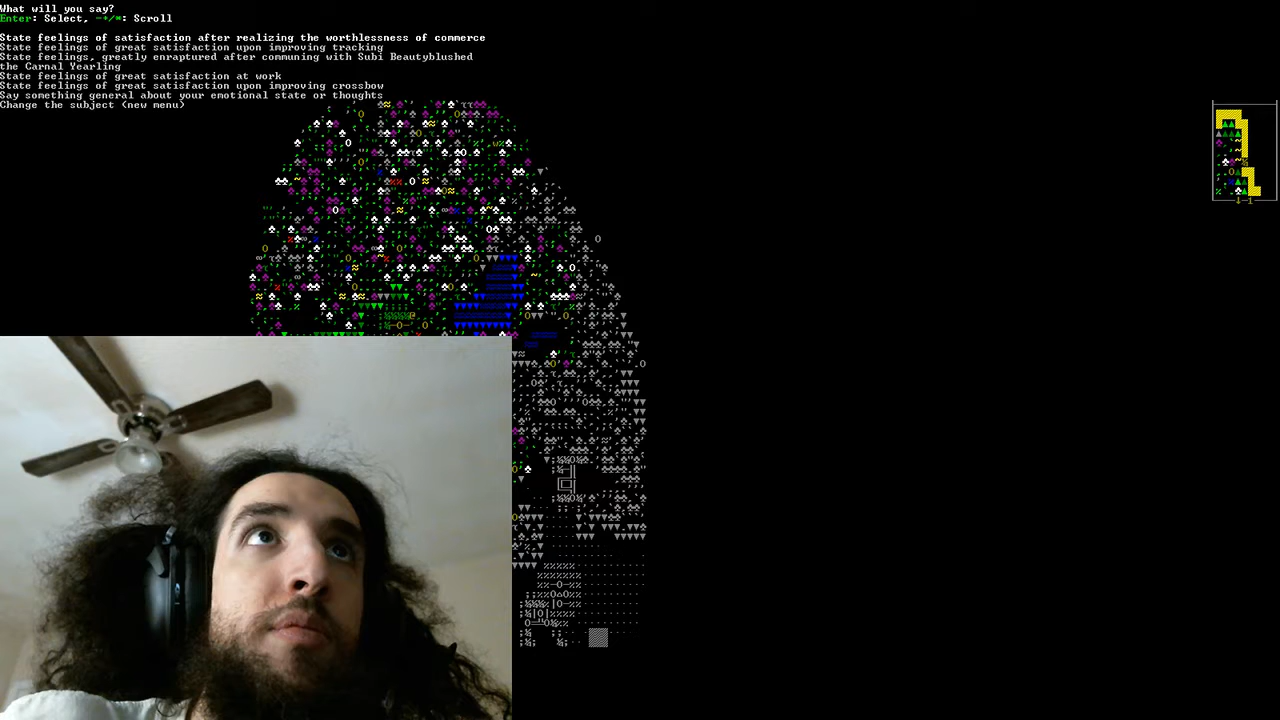 What will you say?
Enter: Select, -+/*: Scroll
State feelings of satisfaction after realizing the worthlessness of commerce
State feelings of great satisfaction upon improving tracking
State feelings, greatly enraptured after communing with Subi Beautyblushed
the Carnal Yearling
State feelings of great satisfaction at work
State feelings of great satisfaction upon improving crossbow
Say something general about your emotional state or thoughts
Change the subject (new menu)